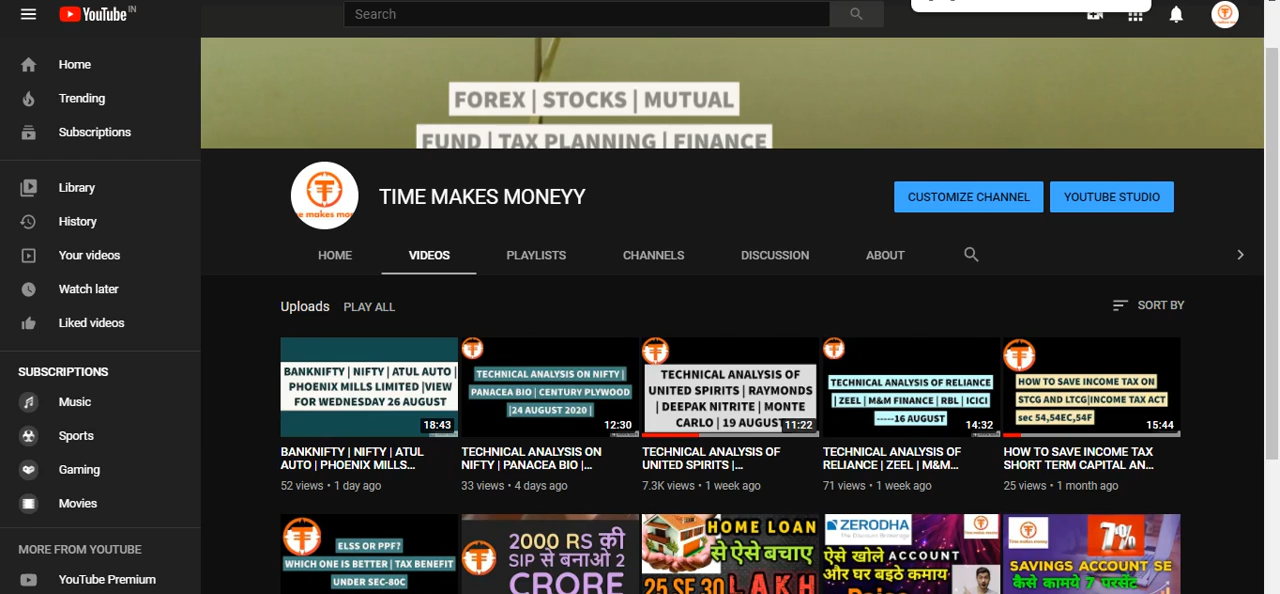 YouTube IN
Search
Home
Trending
Subscriptions
Library
History
Your videos
Watch later
Liked videos
SUBSCRIPTIONS
Music
Sports
Gaming
Movies
MORE FROM YOUTUBE
YouTube Premium
FOREX | STOCKS | MUTUAL
FUND | TAX PLANNING | FINANCE
TIME MAKES MONEYY
CUSTOMIZE CHANNEL
YOUTUBE STUDIO
HOME
VIDEOS
PLAYLISTS
CHANNELS
DISCUSSION
ABOUT
Uploads
PLAY ALL
SORT BY
BANKNIFTY | NIFTY | ATUL AUTO |
PHOENIX MILLS LIMITED |VIEW
FOR WEDNESDAY 26 AUGUST
18:43
BANKNIFTY | NIFTY | ATUL
AUTO | PHOENIX MILLS...
52 views • 1 day ago
TECHNICAL ANALYSIS ON NIFTY |
PANACEA BIO | CENTURY PLYWOOD
|24 AUGUST 2020 |
12:30
TECHNICAL ANALYSIS ON
NIFTY | PANACEA BIO |...
33 views • 4 days ago
TECHNICAL ANALYSIS OF
UNITED SPIRITS | RAYMONDS
| DEEPAK NITRITE | MONTE
CARLO | 19 AUGUST
11:22
TECHNICAL ANALYSIS OF
UNITED SPIRITS |...
7.3K views • 1 week ago
TECHNICAL ANALYSIS OF RELIANCE
| ZEEL | M&M FINANCE | RBL | ICICI
-----16 AUGUST
14:32
TECHNICAL ANALYSIS OF
RELIANCE | ZEEL | M&M...
71 views • 1 week ago
HOW TO SAVE INCOME TAX ON
STCG AND LTCG|INCOME TAX ACT
sec 54,54EC,54F
15:44
HOW TO SAVE INCOME TAX
SHORT TERM CAPITAL AN...
25 views • 1 month ago
ELSS OR PPF?
WHICH ONE IS BETTER | TAX BENEFIT
UNDER SEC-80C
2000 RS की
SIP से बनाओ 2
CRORE
HOME LOAN
से ऐसे बचाए
25 SE 30 LAKH
ZERODHA
The Discount Brokerage
ऐसे खोले ACCOUNT
और घर बइठे कमाय
Paise
7%
SAVINGS ACCOUNT SE
कैसे कामये 7 परसेंट